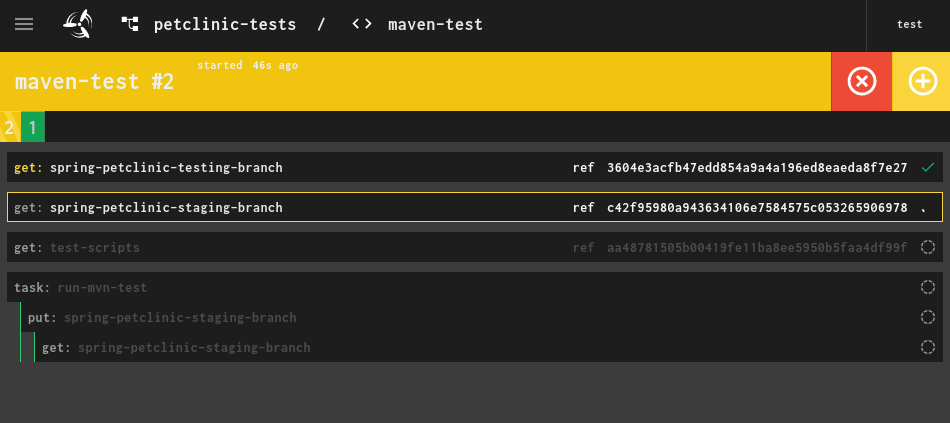 petclinic-tests / <> maven-test test
maven-test #2 started 46s ago
2 1
get: spring-petclinic-testing-branch ref 3604e3acfb47edd854a9a4a196ed8eaeda8f7e27
get: spring-petclinic-staging-branch ref c42f95980a943634106e7584575c053265906978
get: test-scripts ref aa48781505b00419fe11ba8ee5950b5faa4df99f
task: run-mvn-test
put: spring-petclinic-staging-branch
get: spring-petclinic-staging-branch